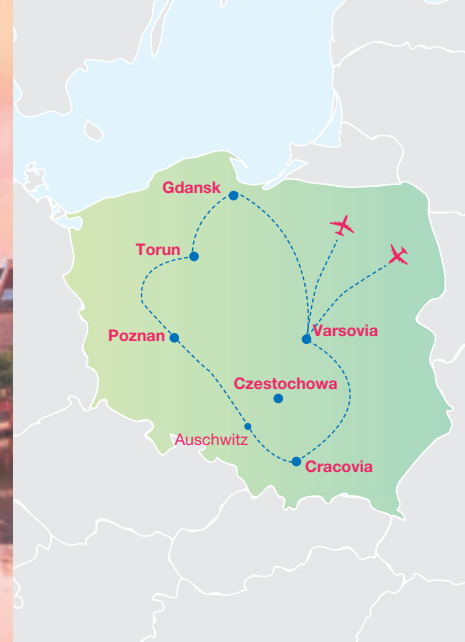 Gdansk
Torun
Poznan
Varsovia
Czestochowa
Auschwitz
Cracovia